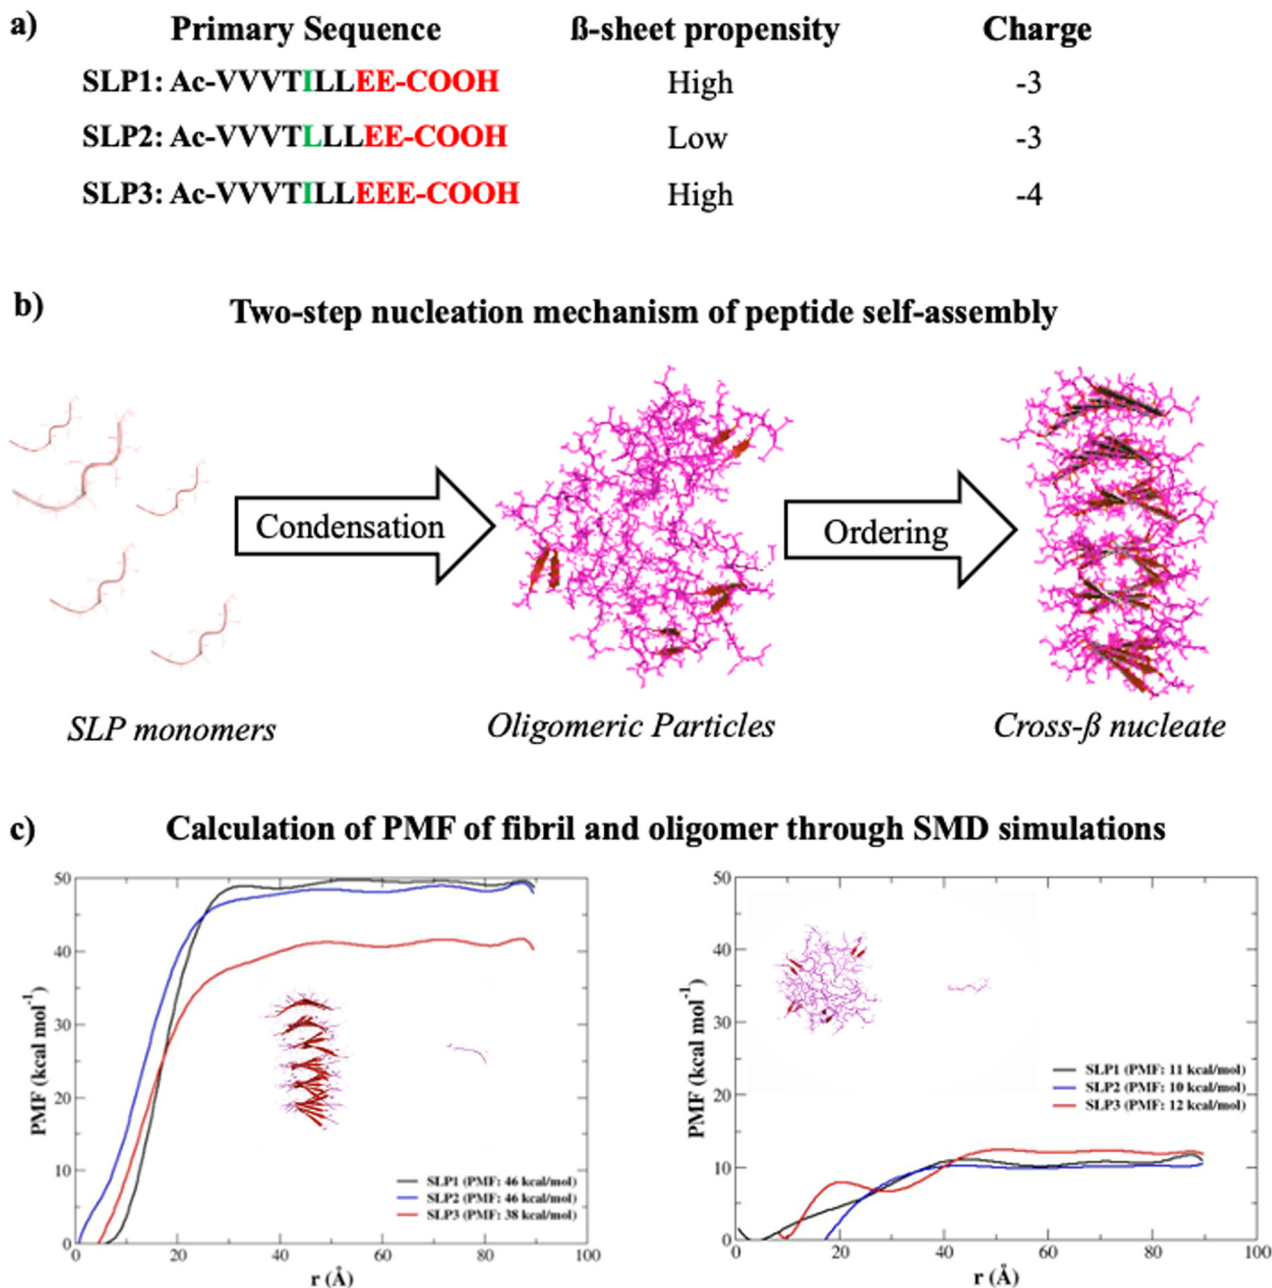 a)
Primary Sequence ß-sheet propensity Charge
SLP1: Ac-VVVTILLEE-COOH High -3
SLP2: Ac-VVVTLLLEE-COOH Low -3
SLP3: Ac-VVVTILLEEE-COOH High -4
b)
Two-step nucleation mechanism of peptide self-assembly
Condensation
Ordering
SLP monomers
Oligomeric Particles
Cross-ß nucleate
c)
Calculation of PMF of fibril and oligomer through SMD simulations
50
40
30
20
10
0
PMF (kcal mol⁻¹)
SLP1 (PMF: 46 kcal/mol)
SLP2 (PMF: 46 kcal/mol)
SLP3 (PMF: 38 kcal/mol)
0 20 40 60 80 100
r (Å)
50
40
30
20
10
0
PMF (kcal mol⁻¹)
SLP1 (PMF: 11 kcal/mol)
SLP2 (PMF: 10 kcal/mol)
SLP3 (PMF: 12 kcal/mol)
0 20 40 60 80 100
r (Å)